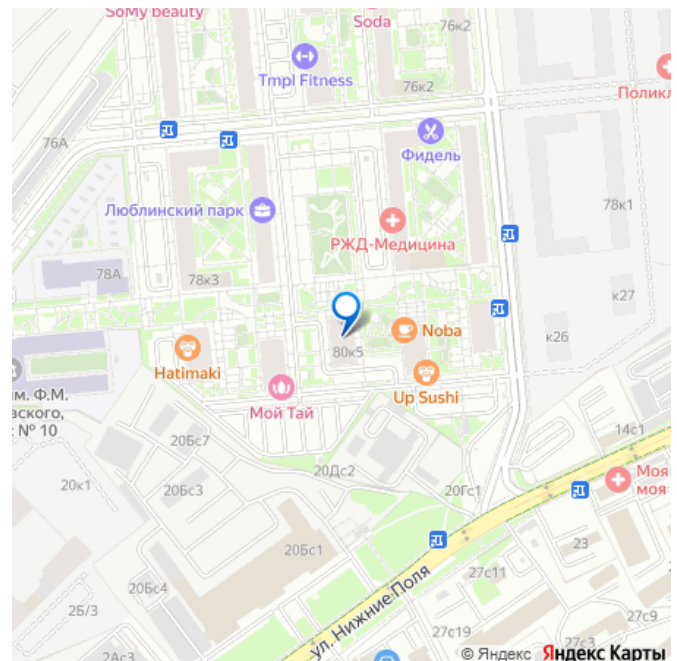 SoMy beauty
Soda
76к2
Tmpl Fitness
76к2
Поликл
76А
Фидель
Люблинский парк
78к1
РЖД-Медицина
78А
78к3
к27
Noba
к26
80к5
Hatimaki
Up Sushi
м. Ф.М.
Мой Тай
вского,
№ 10
20Бс7
14с1
20Дс2
Моя
моя
20к1
20Бс3
20Гс1
23
20Бс1
27с11
20Бс4
2Б/3
ул. Нижние Поля
27с9
27с19
27с3
2Ас3
© Яндекс Яндекс Карты